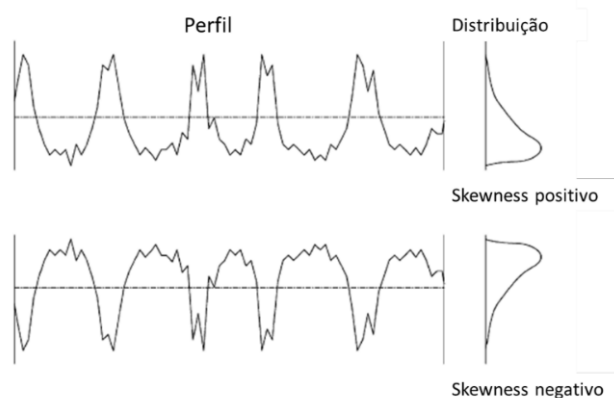 Perfil
Distribuição
Skewness positivo
Skewness negativo